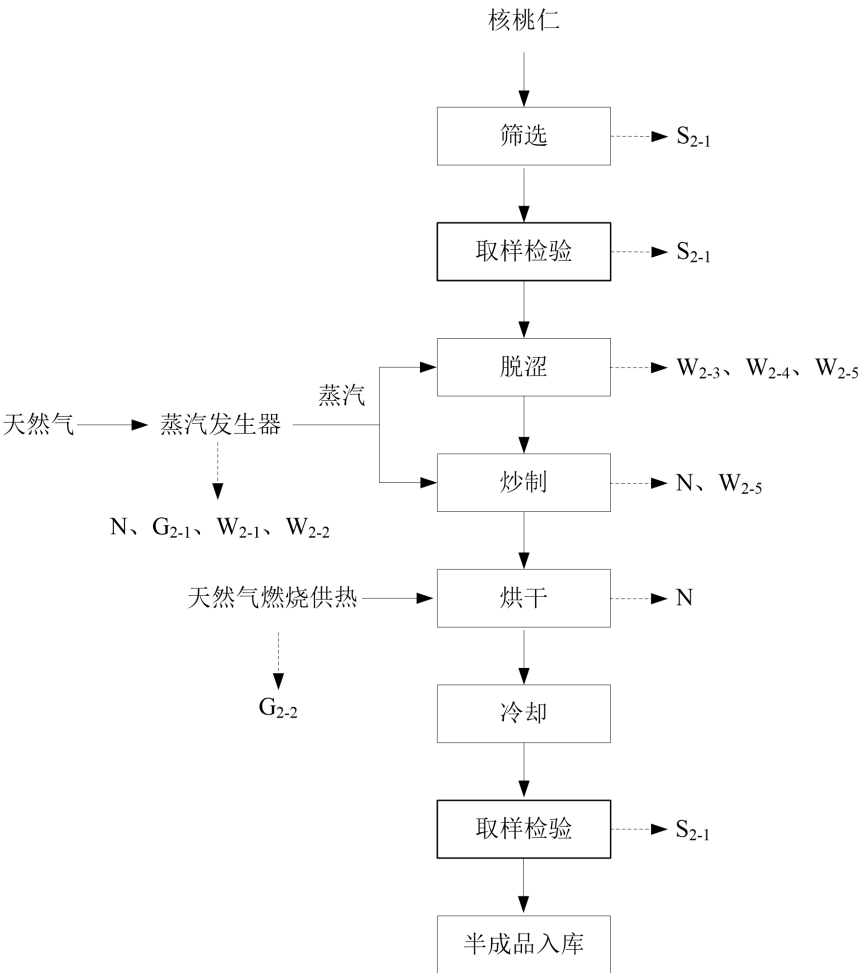 核桃仁
筛选
S2-1
取样检验
S2-1
脱涩
W2-3、W2-4、W2-5
蒸汽
天然气
蒸汽发生器
炒制
N、W2-5
N、G2-1、W2-1、W2-2
天然气燃烧供热
烘干
N
G2-2
冷却
取样检验
S2-1
半成品入库